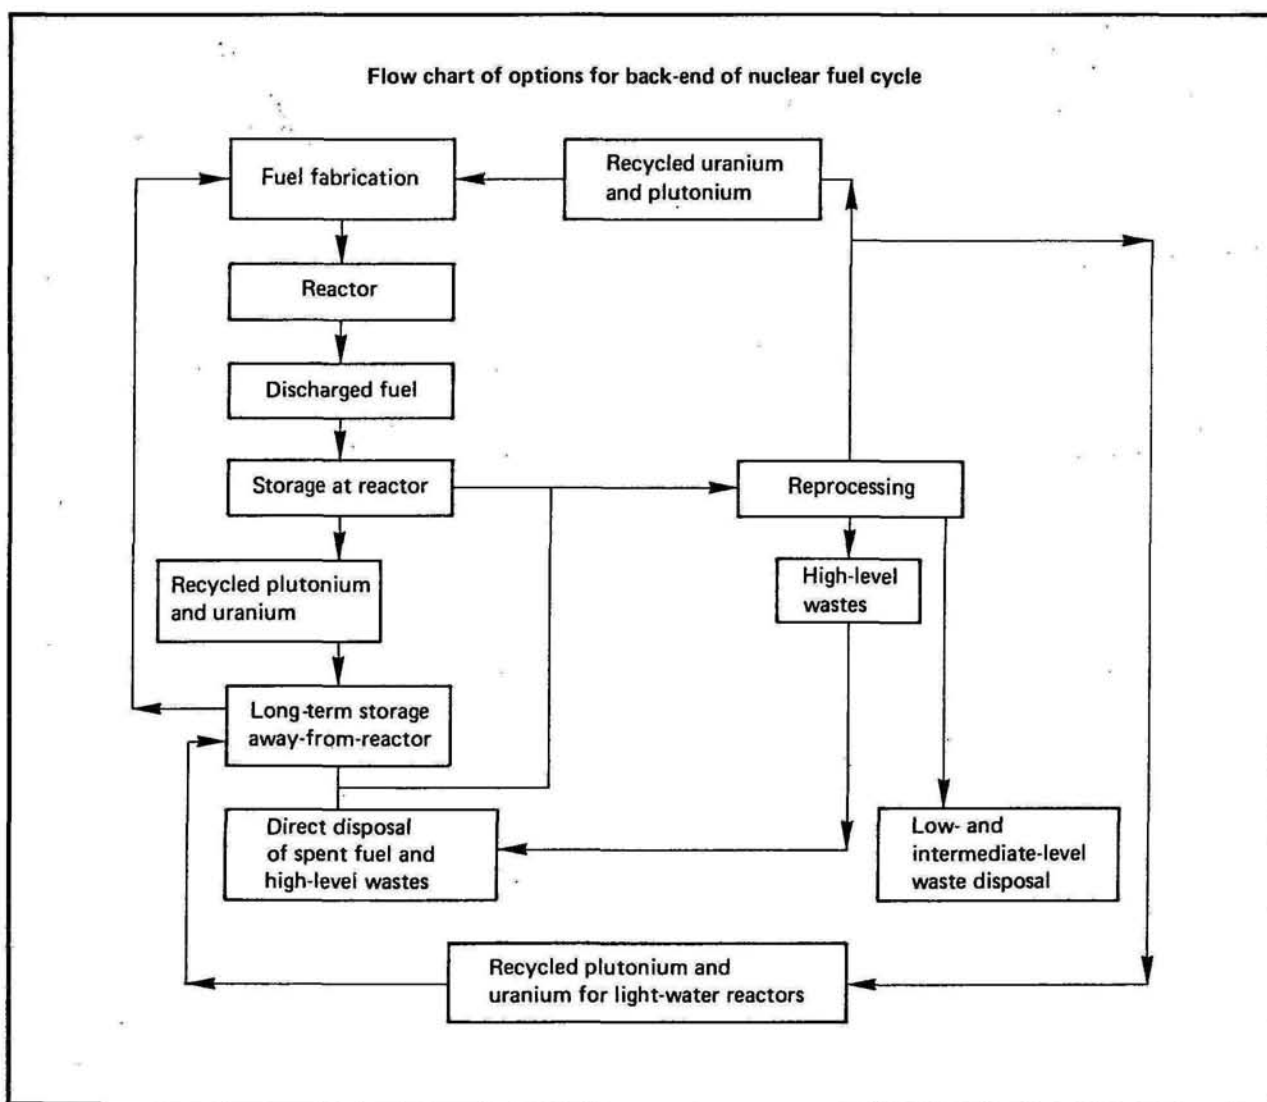 Flow chart of options for back-end of nuclear fuel cycle
Fuel fabrication
Recycled uranium
and plutonium
Reactor
Discharged fuel
Storage at reactor
Reprocessing
Recycled plutonium
and uranium
High-level
wastes
Long-term storage
away-from-reactor
Direct disposal
of spent fuel and
high-level wastes
Low- and
intermediate-level
waste disposal
Recycled plutonium and
uranium for light-water reactors